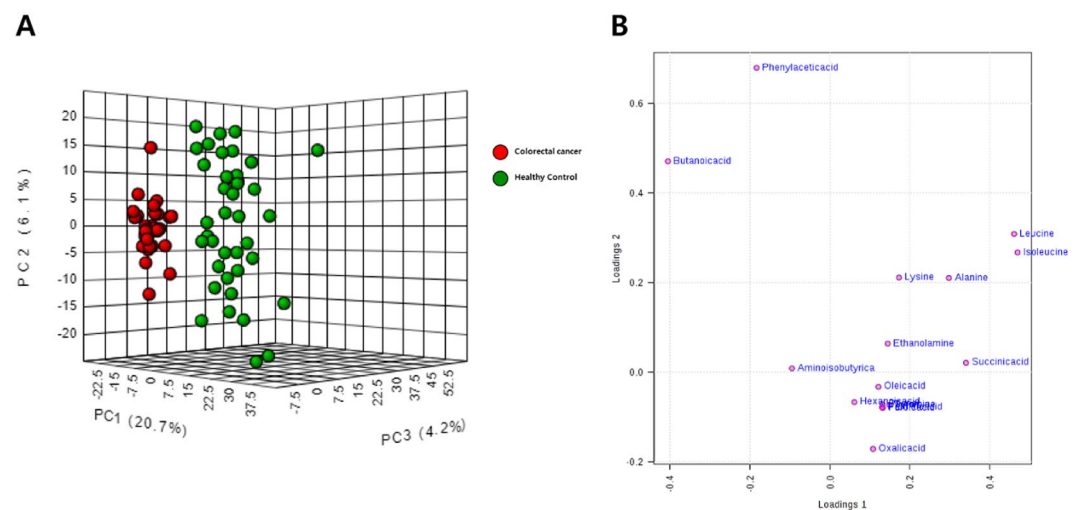 A
B
20
15
10
5
0
-5
-10
-15
-20
PC 2 (6.1%)
-22.5
-15
-7.5
0
7.5
15
22.5
30
37.5
PC1 (20.7%)
-7.5
0
7.5
15
22.5
30
37.5
45
52.5
PC3 (4.2%)
Colorectal cancer
Healthy Control
Loadings 2
0.6
0.4
0.2
0.0
-0.2
Phenylaceticacid
Butanoicacid
Leucine
Isoleucine
Lysine
Alanine
Ethanolamine
Succinicacid
Aminoisobutyrica
Oleicacid
Hexanoicacid
Oxalicacid
-0.4
-0.2
0.0
0.2
0.4
Loadings 1